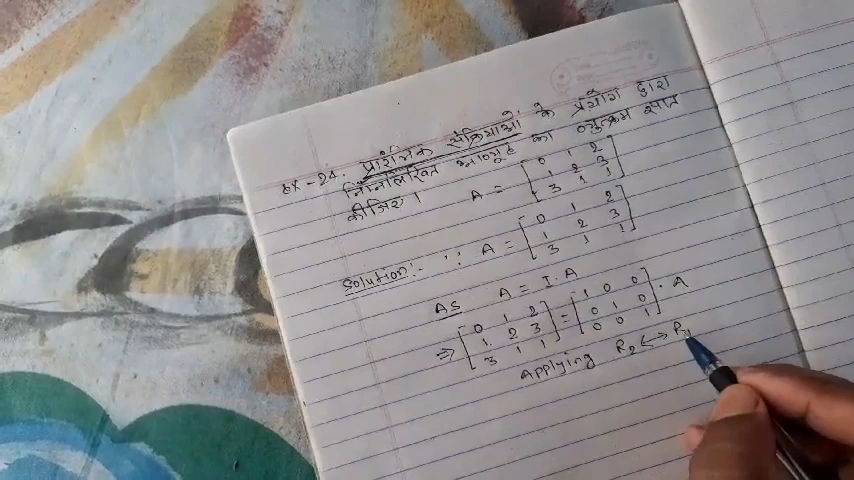 Ex-24. प्रारंभिक संक्रियाओं के प्रयोग द्वारा
निम्नलिखित आव्यूह का व्युत्क्रम ज्ञात
कीजिए। A = [0 1 2
1 2 3
3 1 1]
Solution:- ∵ A = [0 1 2
1 2 3
3 1 1]
AS A = I.A
⇒ [0 1 2
1 2 3
3 1 1] = [1 0 0
0 1 0
0 0 1] . A
Applying R2 ↔ R1